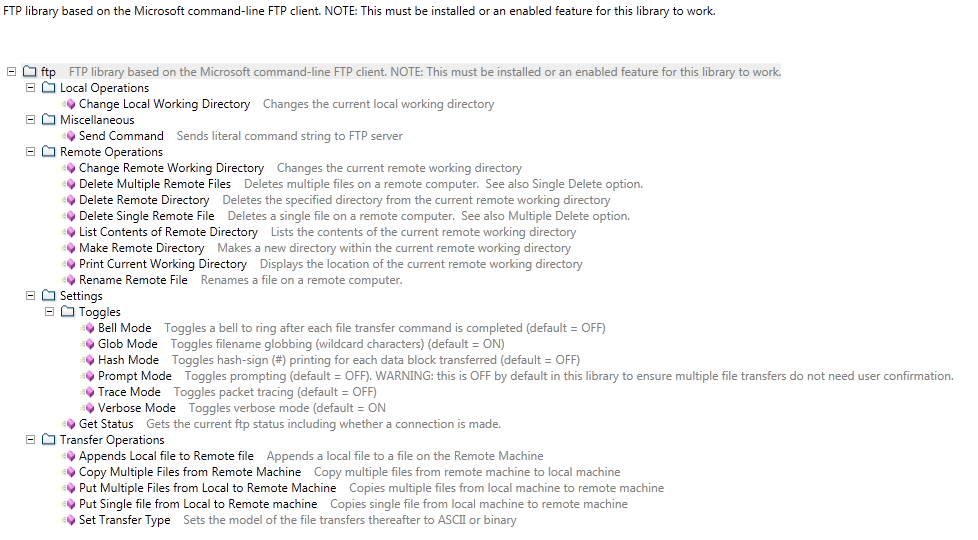 FTP library based on the Microsoft command-line FTP client. NOTE: This must be installed or an enabled feature for this library to work.
ftp FTP library based on the Microsoft command-line FTP client. NOTE: This must be installed or an enabled feature for this library to work.
Local Operations
Change Local Working Directory Changes the current local working directory
Miscellaneous
Send Command Sends literal command string to FTP server
Remote Operations
Change Remote Working Directory Changes the current remote working directory
Delete Multiple Remote Files Deletes multiple files on a remote computer. See also Single Delete option.
Delete Remote Directory Deletes the specified directory from the current remote working directory
Delete Single Remote File Deletes a single file on a remote computer. See also Multiple Delete option.
List Contents of Remote Directory Lists the contents of the current remote working directory
Make Remote Directory Makes a new directory within the current remote working directory
Print Current Working Directory Displays the location of the current remote working directory
Rename Remote File Renames a file on a remote computer.
Settings
Toggles
Bell Mode Toggles a bell to ring after each file transfer command is completed (default = OFF)
Glob Mode Toggles filename globbing (wildcard characters) (default = ON)
Hash Mode Toggles hash-sign (#) printing for each data block transferred (default = OFF)
Prompt Mode Toggles prompting (default = OFF). WARNING: this is OFF by default in this library to ensure multiple file transfers do not need user confirmation.
Trace Mode Toggles packet tracing (default = OFF)
Verbose Mode Toggles verbose mode (default = ON
Get Status Gets the current ftp status including whether a connection is made.
Transfer Operations
Appends Local file to Remote file Appends a local file to a file on the Remote Machine
Copy Multiple Files from Remote Machine Copy multiple files from remote machine to local machine
Put Multiple Files from Local to Remote Machine Copies multiple files from local machine to remote machine
Put Single file from Local to Remote machine Copies single file from local machine to remote machine
Set Transfer Type Sets the model of the file transfers thereafter to ASCII or binary